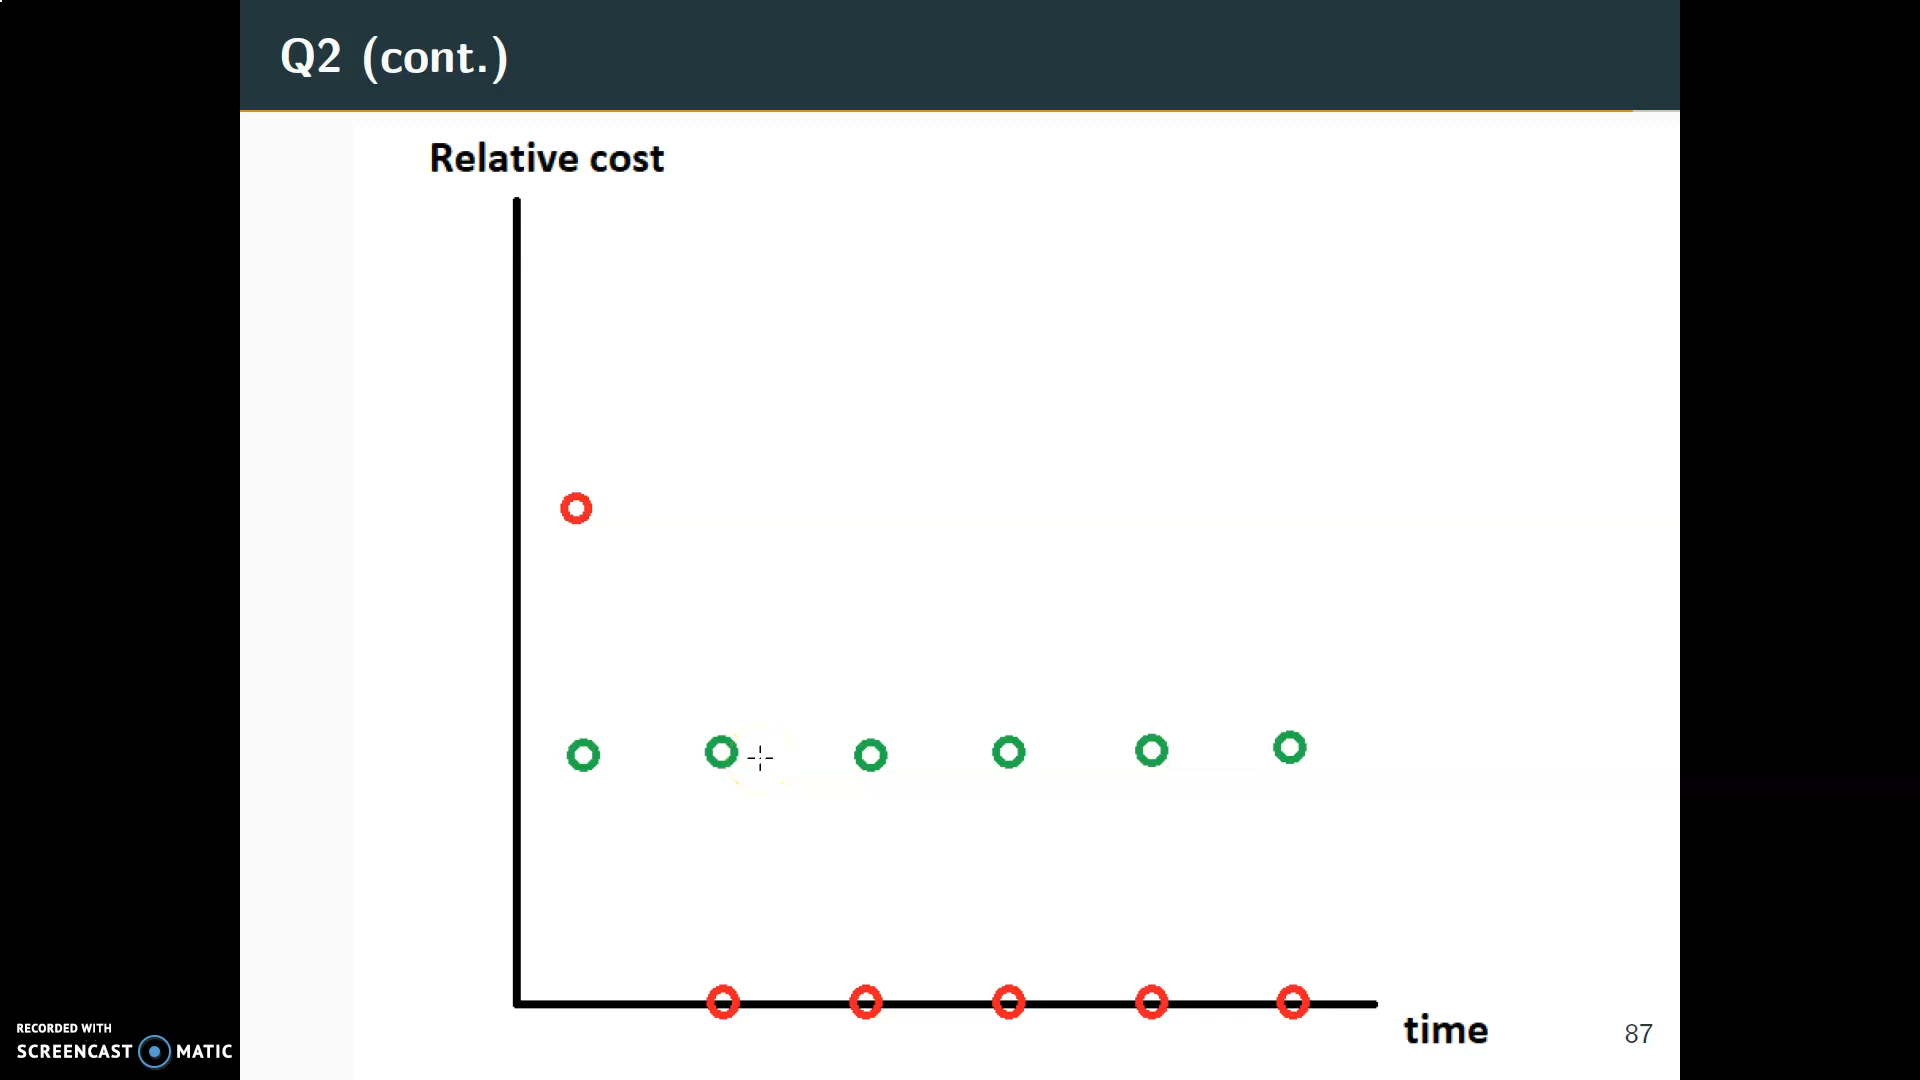 Q2 (cont.)
Relative cost
time
87
RECORDED WITH
SCREENCAST MATIC